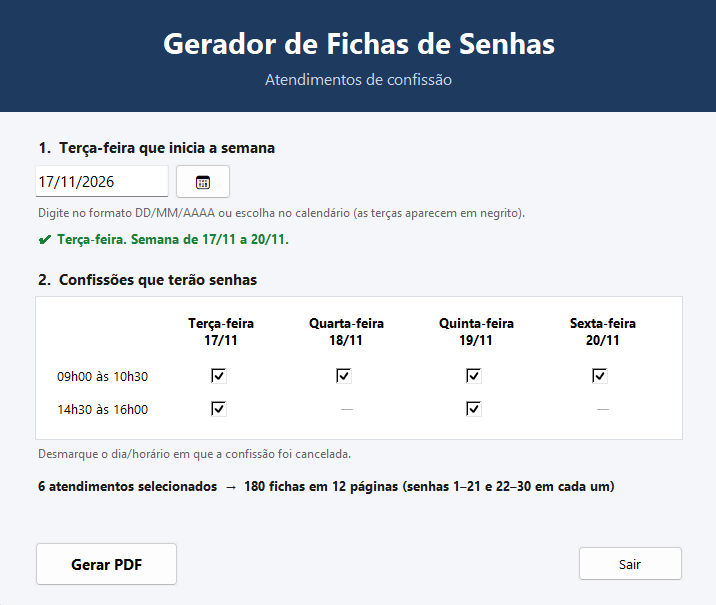 Gerador de Fichas de Senhas
Atendimentos de confissão
1. Terça-feira que inicia a semana
17/11/2026
Digite no formato DD/MM/AAAA ou escolha no calendário (as terças aparecem em negrito).
✔ Terça-feira. Semana de 17/11 a 20/11.
2. Confissões que terão senhas
Terça-feira Quarta-feira Quinta-feira Sexta-feira
17/11 18/11 19/11 20/11
09h00 às 10h30
14h30 às 16h00 — —
Desmarque o dia/horário em que a confissão foi cancelada.
6 atendimentos selecionados → 180 fichas em 12 páginas (senhas 1–21 e 22–30 em cada um)
Gerar PDF Sair